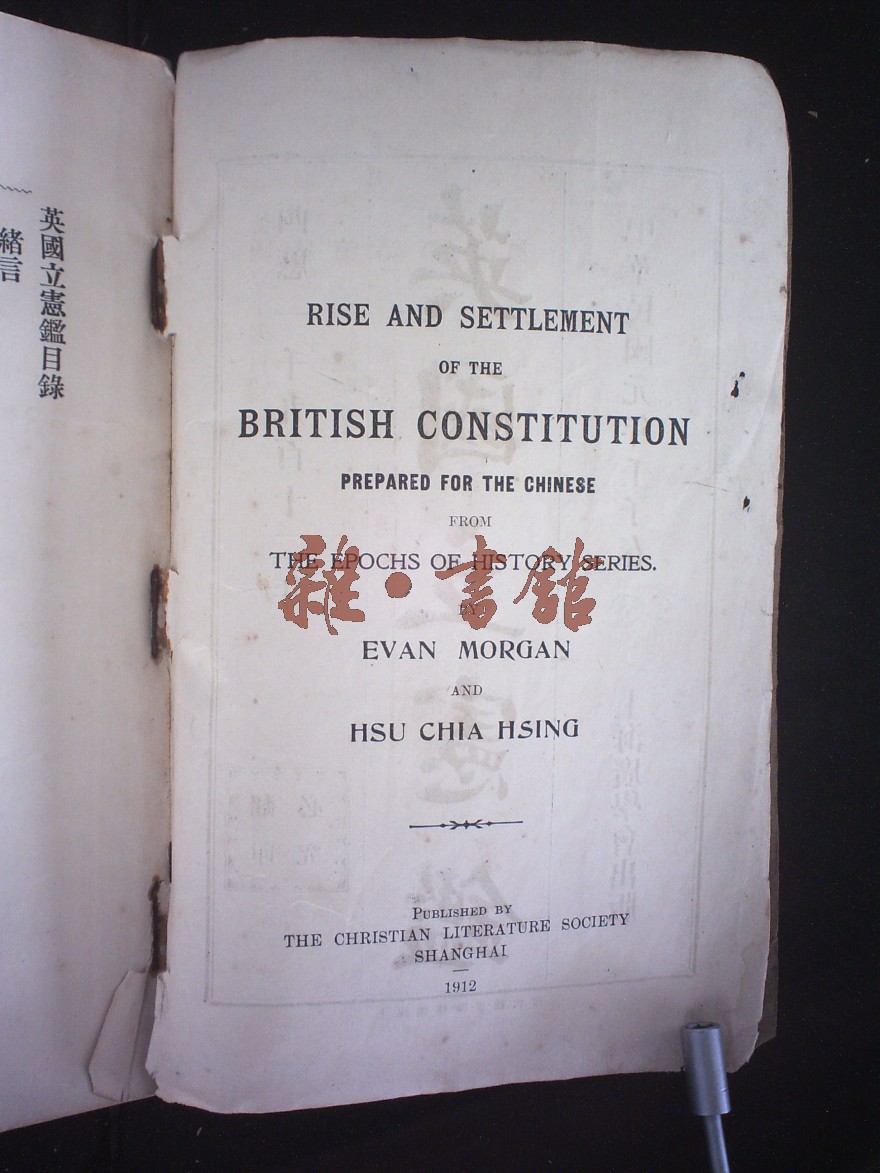 英國立憲鑑目錄
緒言
RISE AND SETTLEMENT
OF THE
BRITISH CONSTITUTION
PREPARED FOR THE CHINESE
FROM
THE EPOCHS OF HISTORY SERIES.
BY
EVAN MORGAN
AND
HSU CHIA HSING
PUBLISHED BY
THE CHRISTIAN LITERATURE SOCIETY
SHANGHAI
1912
雜·書館